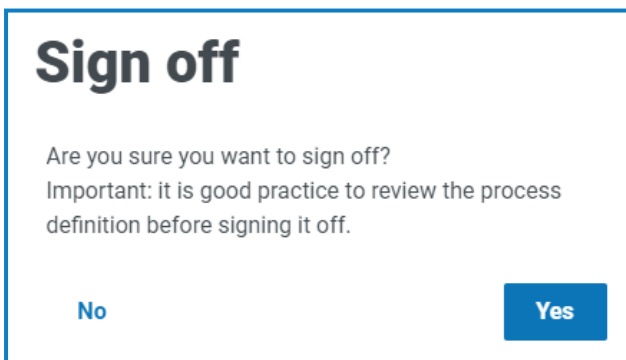 Sign off
Are you sure you want to sign off?
Important: it is good practice to review the process
definition before signing it off.
No
Yes